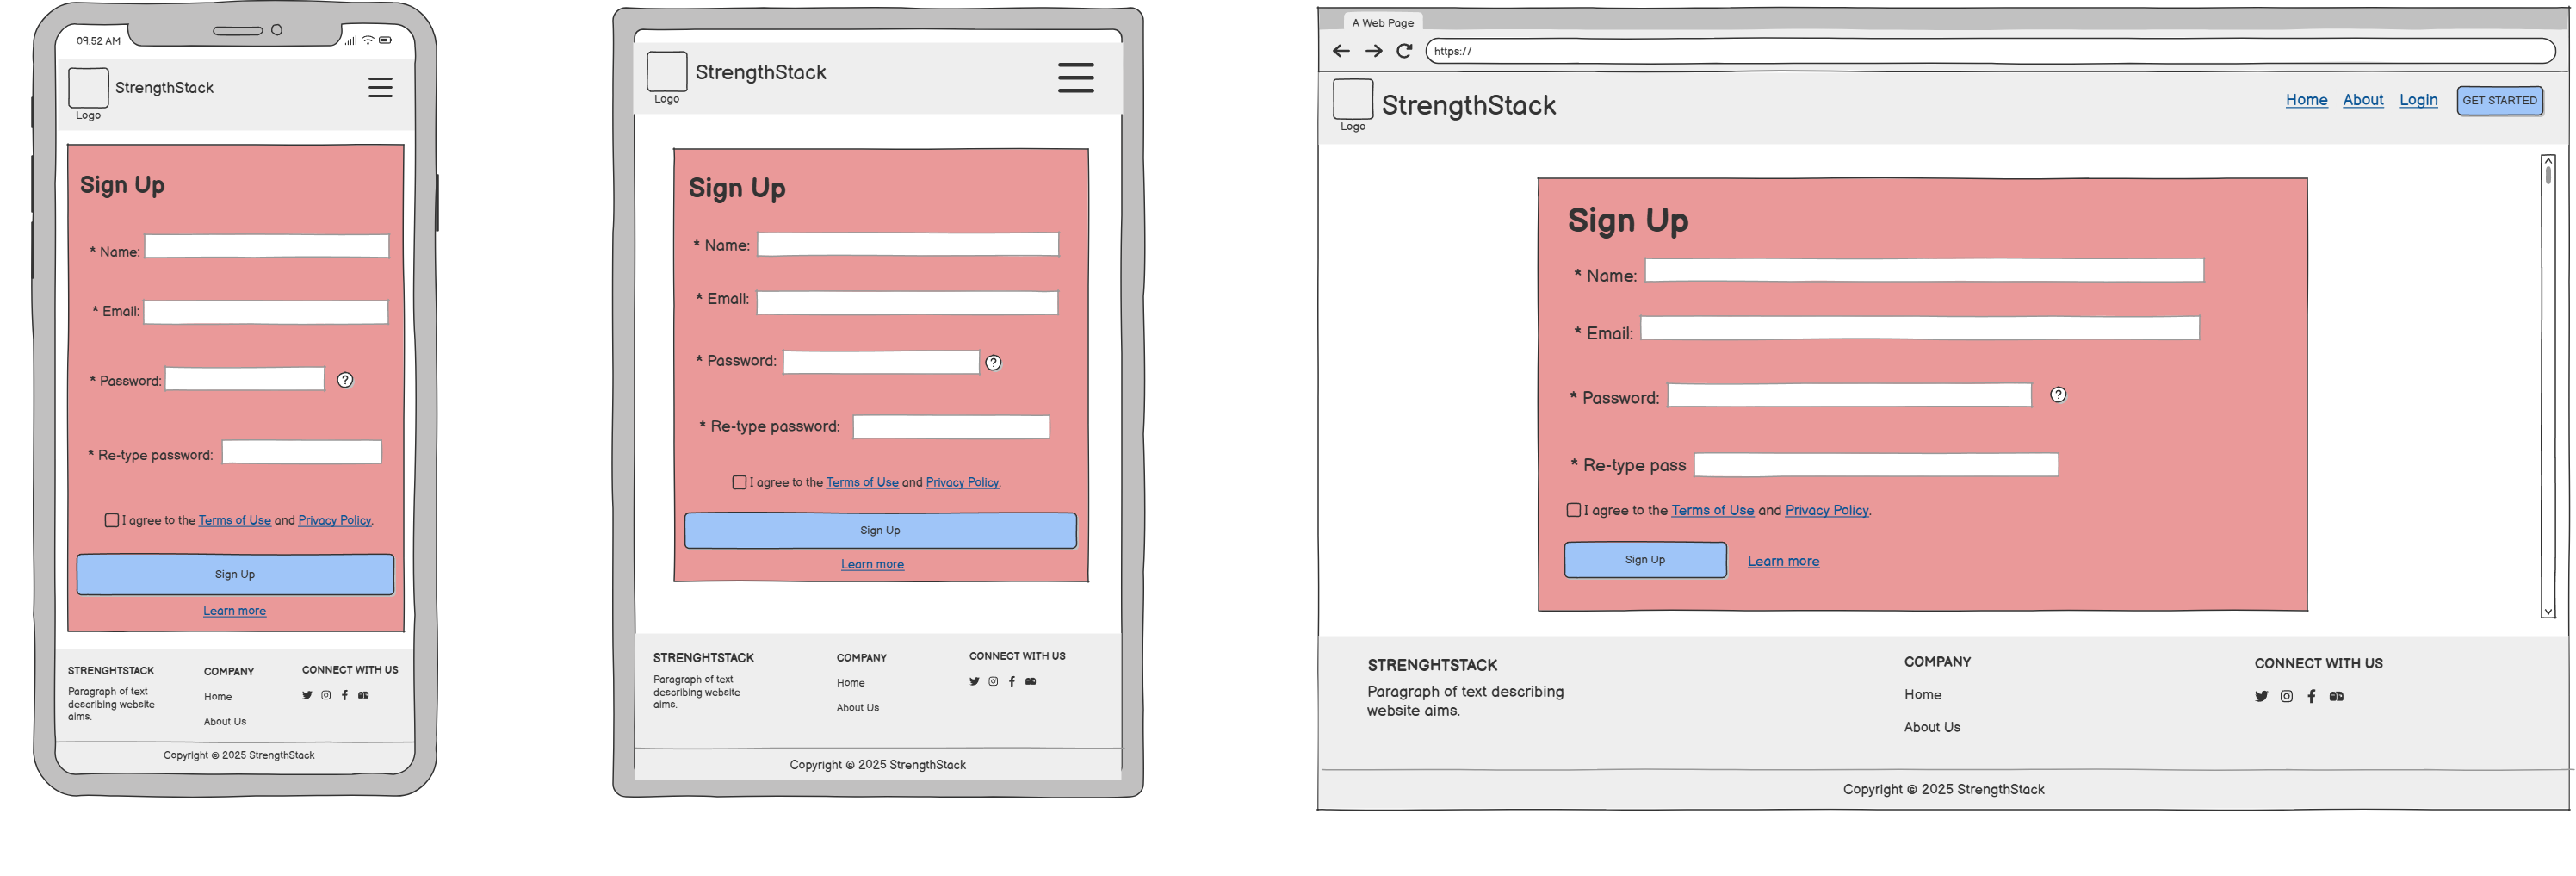 09:52 AM
StrengthStack
Logo
Sign Up
* Name:
* Email:
* Password:
?
* Re-type password:
I agree to the Terms of Use and Privacy Policy.
Sign Up
Learn more
STRENGHTSTACK
Paragraph of text
describing website
aims.
COMPANY
Home
About Us
CONNECT WITH US
Copyright © 2025 StrengthStack
StrengthStack
Logo
Sign Up
* Name:
* Email:
* Password:
?
* Re-type password:
I agree to the Terms of Use and Privacy Policy.
Sign Up
Learn more
STRENGHTSTACK
Paragraph of text
describing website
aims.
COMPANY
Home
About Us
CONNECT WITH US
Copyright © 2025 StrengthStack
A Web Page
https://
StrengthStack
Logo
Home About Login GET STARTED
Sign Up
* Name:
* Email:
* Password:
?
* Re-type pass
I agree to the Terms of Use and Privacy Policy.
Sign Up Learn more
STRENGHTSTACK
Paragraph of text describing
website aims.
COMPANY
Home
About Us
CONNECT WITH US
Copyright © 2025 StrengthStack